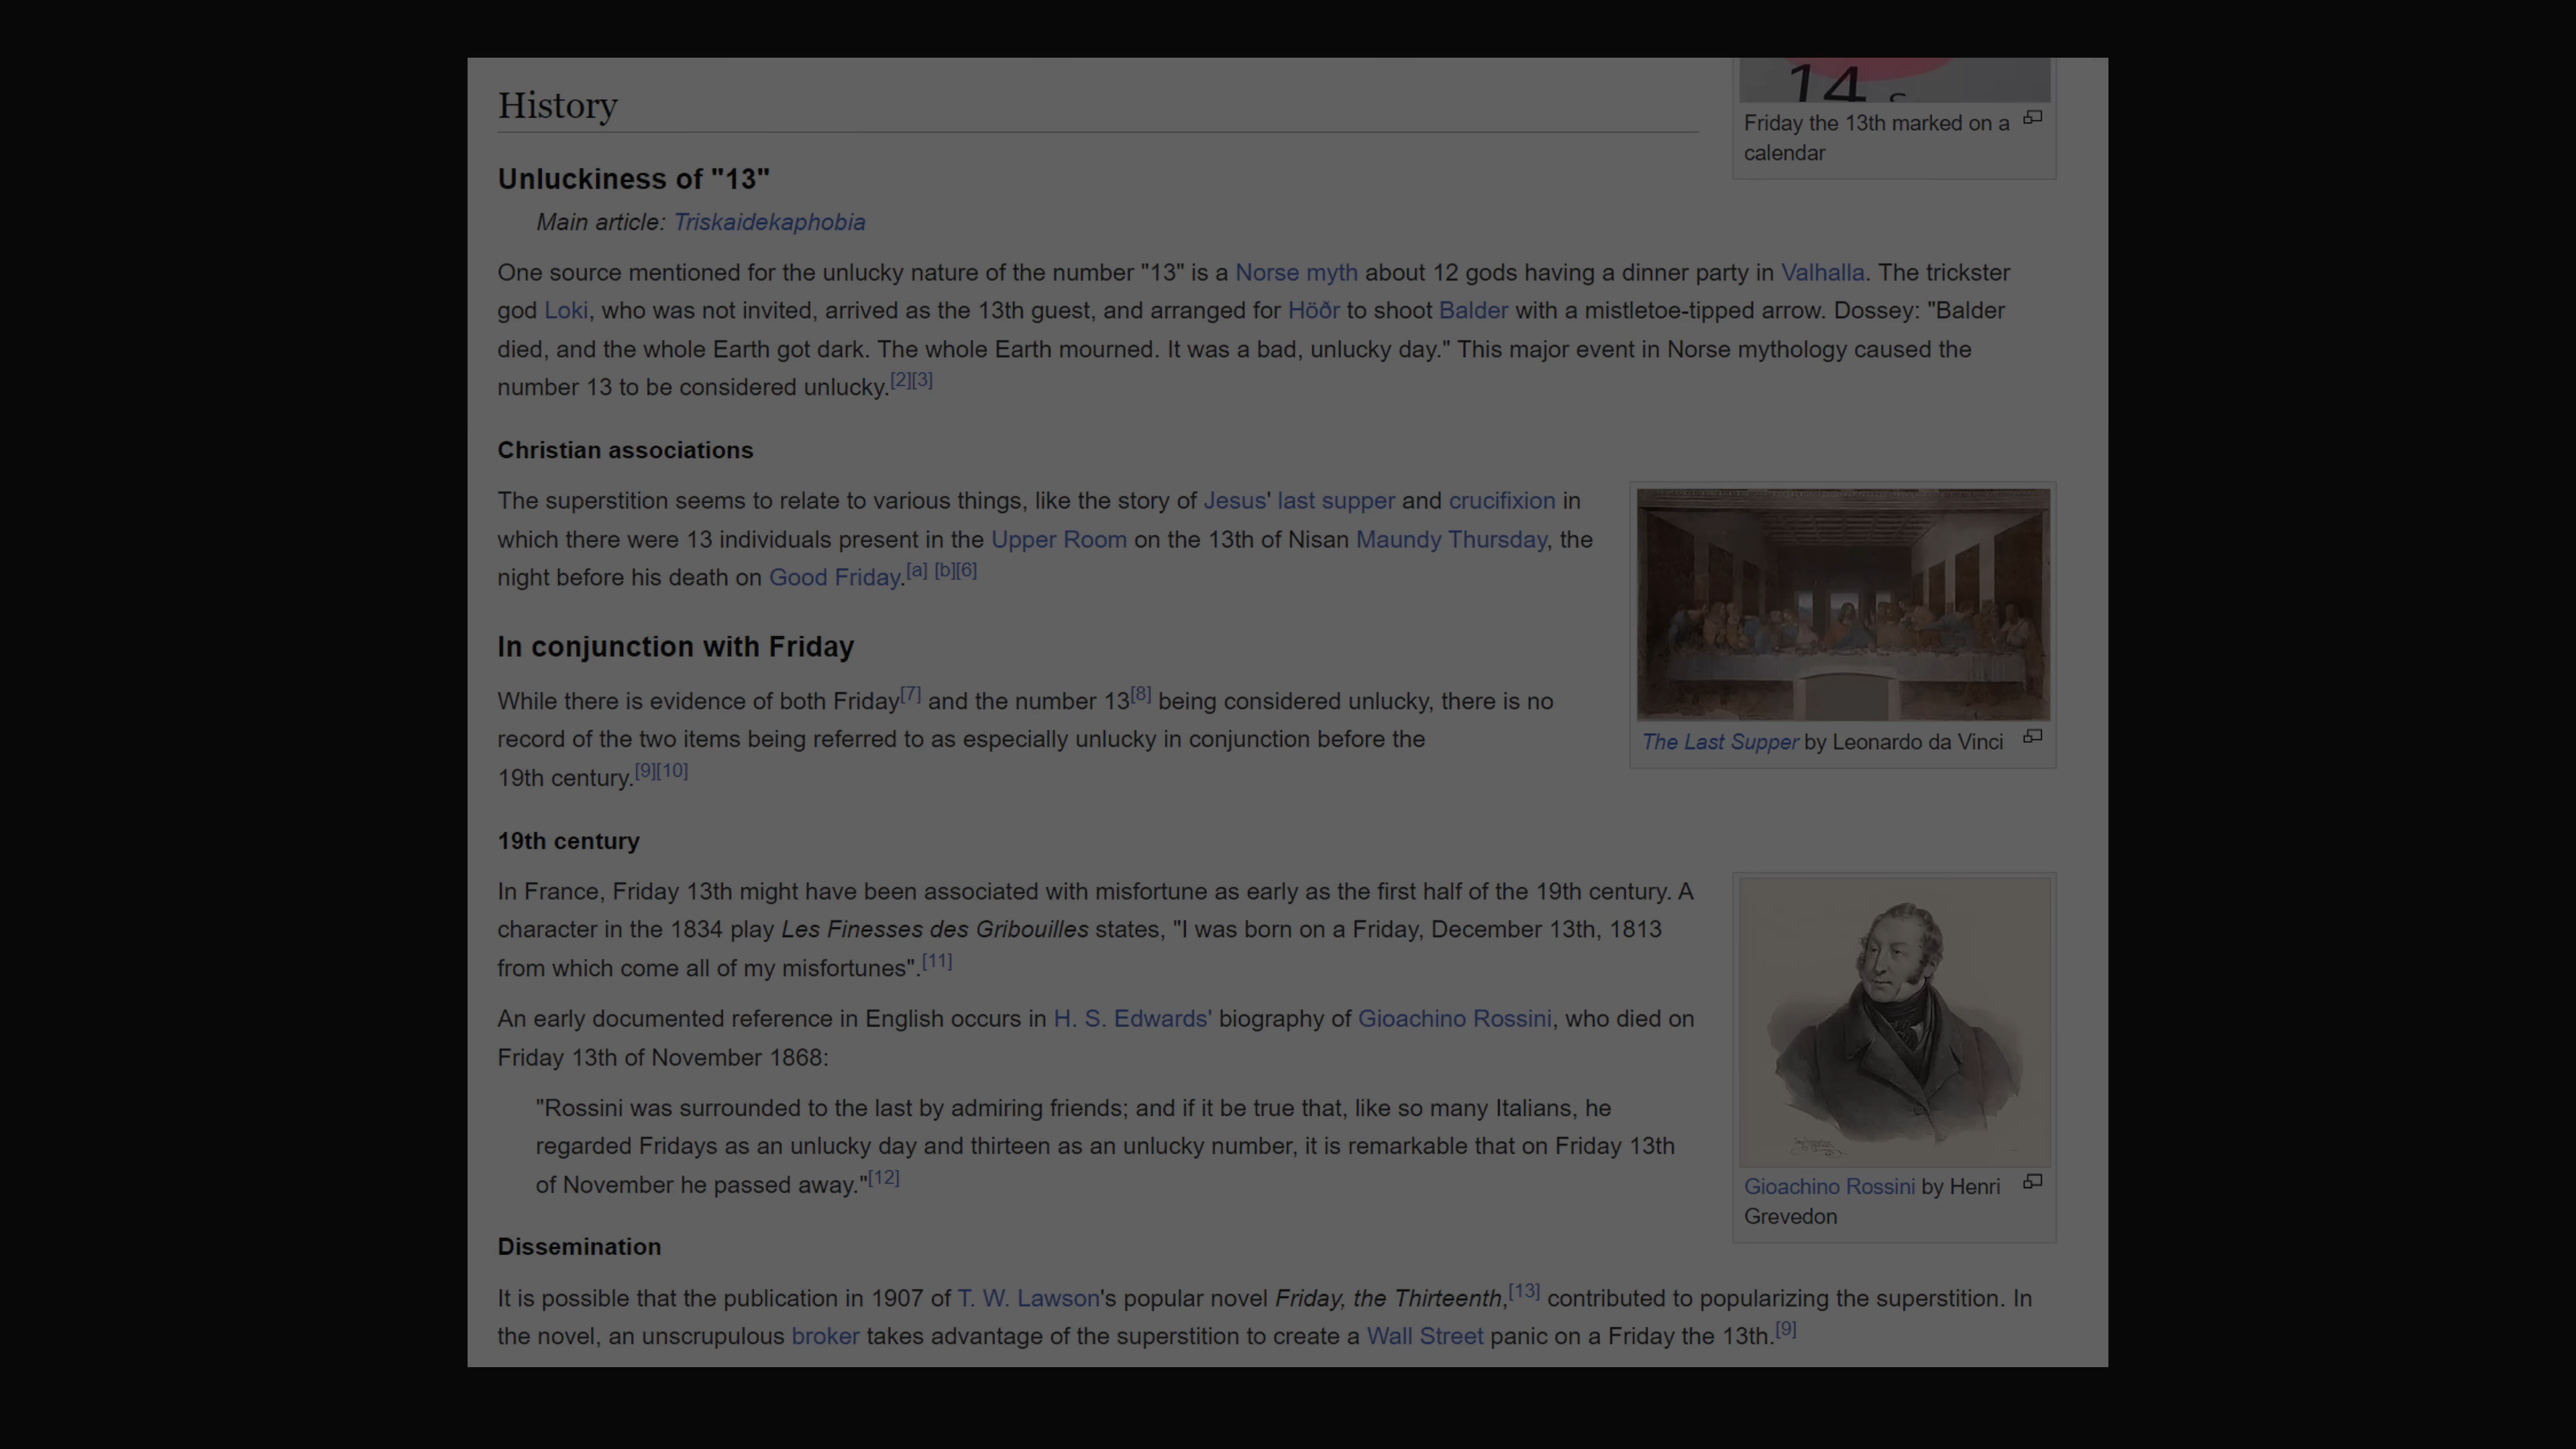 14 s
Friday the 13th marked on a
calendar
History
Unluckiness of "13"
Main article: Triskaidekaphobia
One source mentioned for the unlucky nature of the number "13" is a Norse myth about 12 gods having a dinner party in Valhalla. The trickster
god Loki, who was not invited, arrived as the 13th guest, and arranged for Höðr to shoot Balder with a mistletoe-tipped arrow. Dossey: "Balder
died, and the whole Earth got dark. The whole Earth mourned. It was a bad, unlucky day." This major event in Norse mythology caused the
number 13 to be considered unlucky.[2][3]
Christian associations
The superstition seems to relate to various things, like the story of Jesus' last supper and crucifixion in
which there were 13 individuals present in the Upper Room on the 13th of Nisan Maundy Thursday, the
night before his death on Good Friday.[a] [b][6]
The Last Supper by Leonardo da Vinci
In conjunction with Friday
While there is evidence of both Friday[7] and the number 13[8] being considered unlucky, there is no
record of the two items being referred to as especially unlucky in conjunction before the
19th century.[9][10]
19th century
In France, Friday 13th might have been associated with misfortune as early as the first half of the 19th century. A
character in the 1834 play Les Finesses des Gribouilles states, "I was born on a Friday, December 13th, 1813
from which come all of my misfortunes".[11]
An early documented reference in English occurs in H. S. Edwards' biography of Gioachino Rossini, who died on
Friday 13th of November 1868:
"Rossini was surrounded to the last by admiring friends; and if it be true that, like so many Italians, he
regarded Fridays as an unlucky day and thirteen as an unlucky number, it is remarkable that on Friday 13th
of November he passed away."[12]
Gioachino Rossini by Henri
Grevedon
Dissemination
It is possible that the publication in 1907 of T. W. Lawson's popular novel Friday, the Thirteenth,[13] contributed to popularizing the superstition. In
the novel, an unscrupulous broker takes advantage of the superstition to create a Wall Street panic on a Friday the 13th.[9]